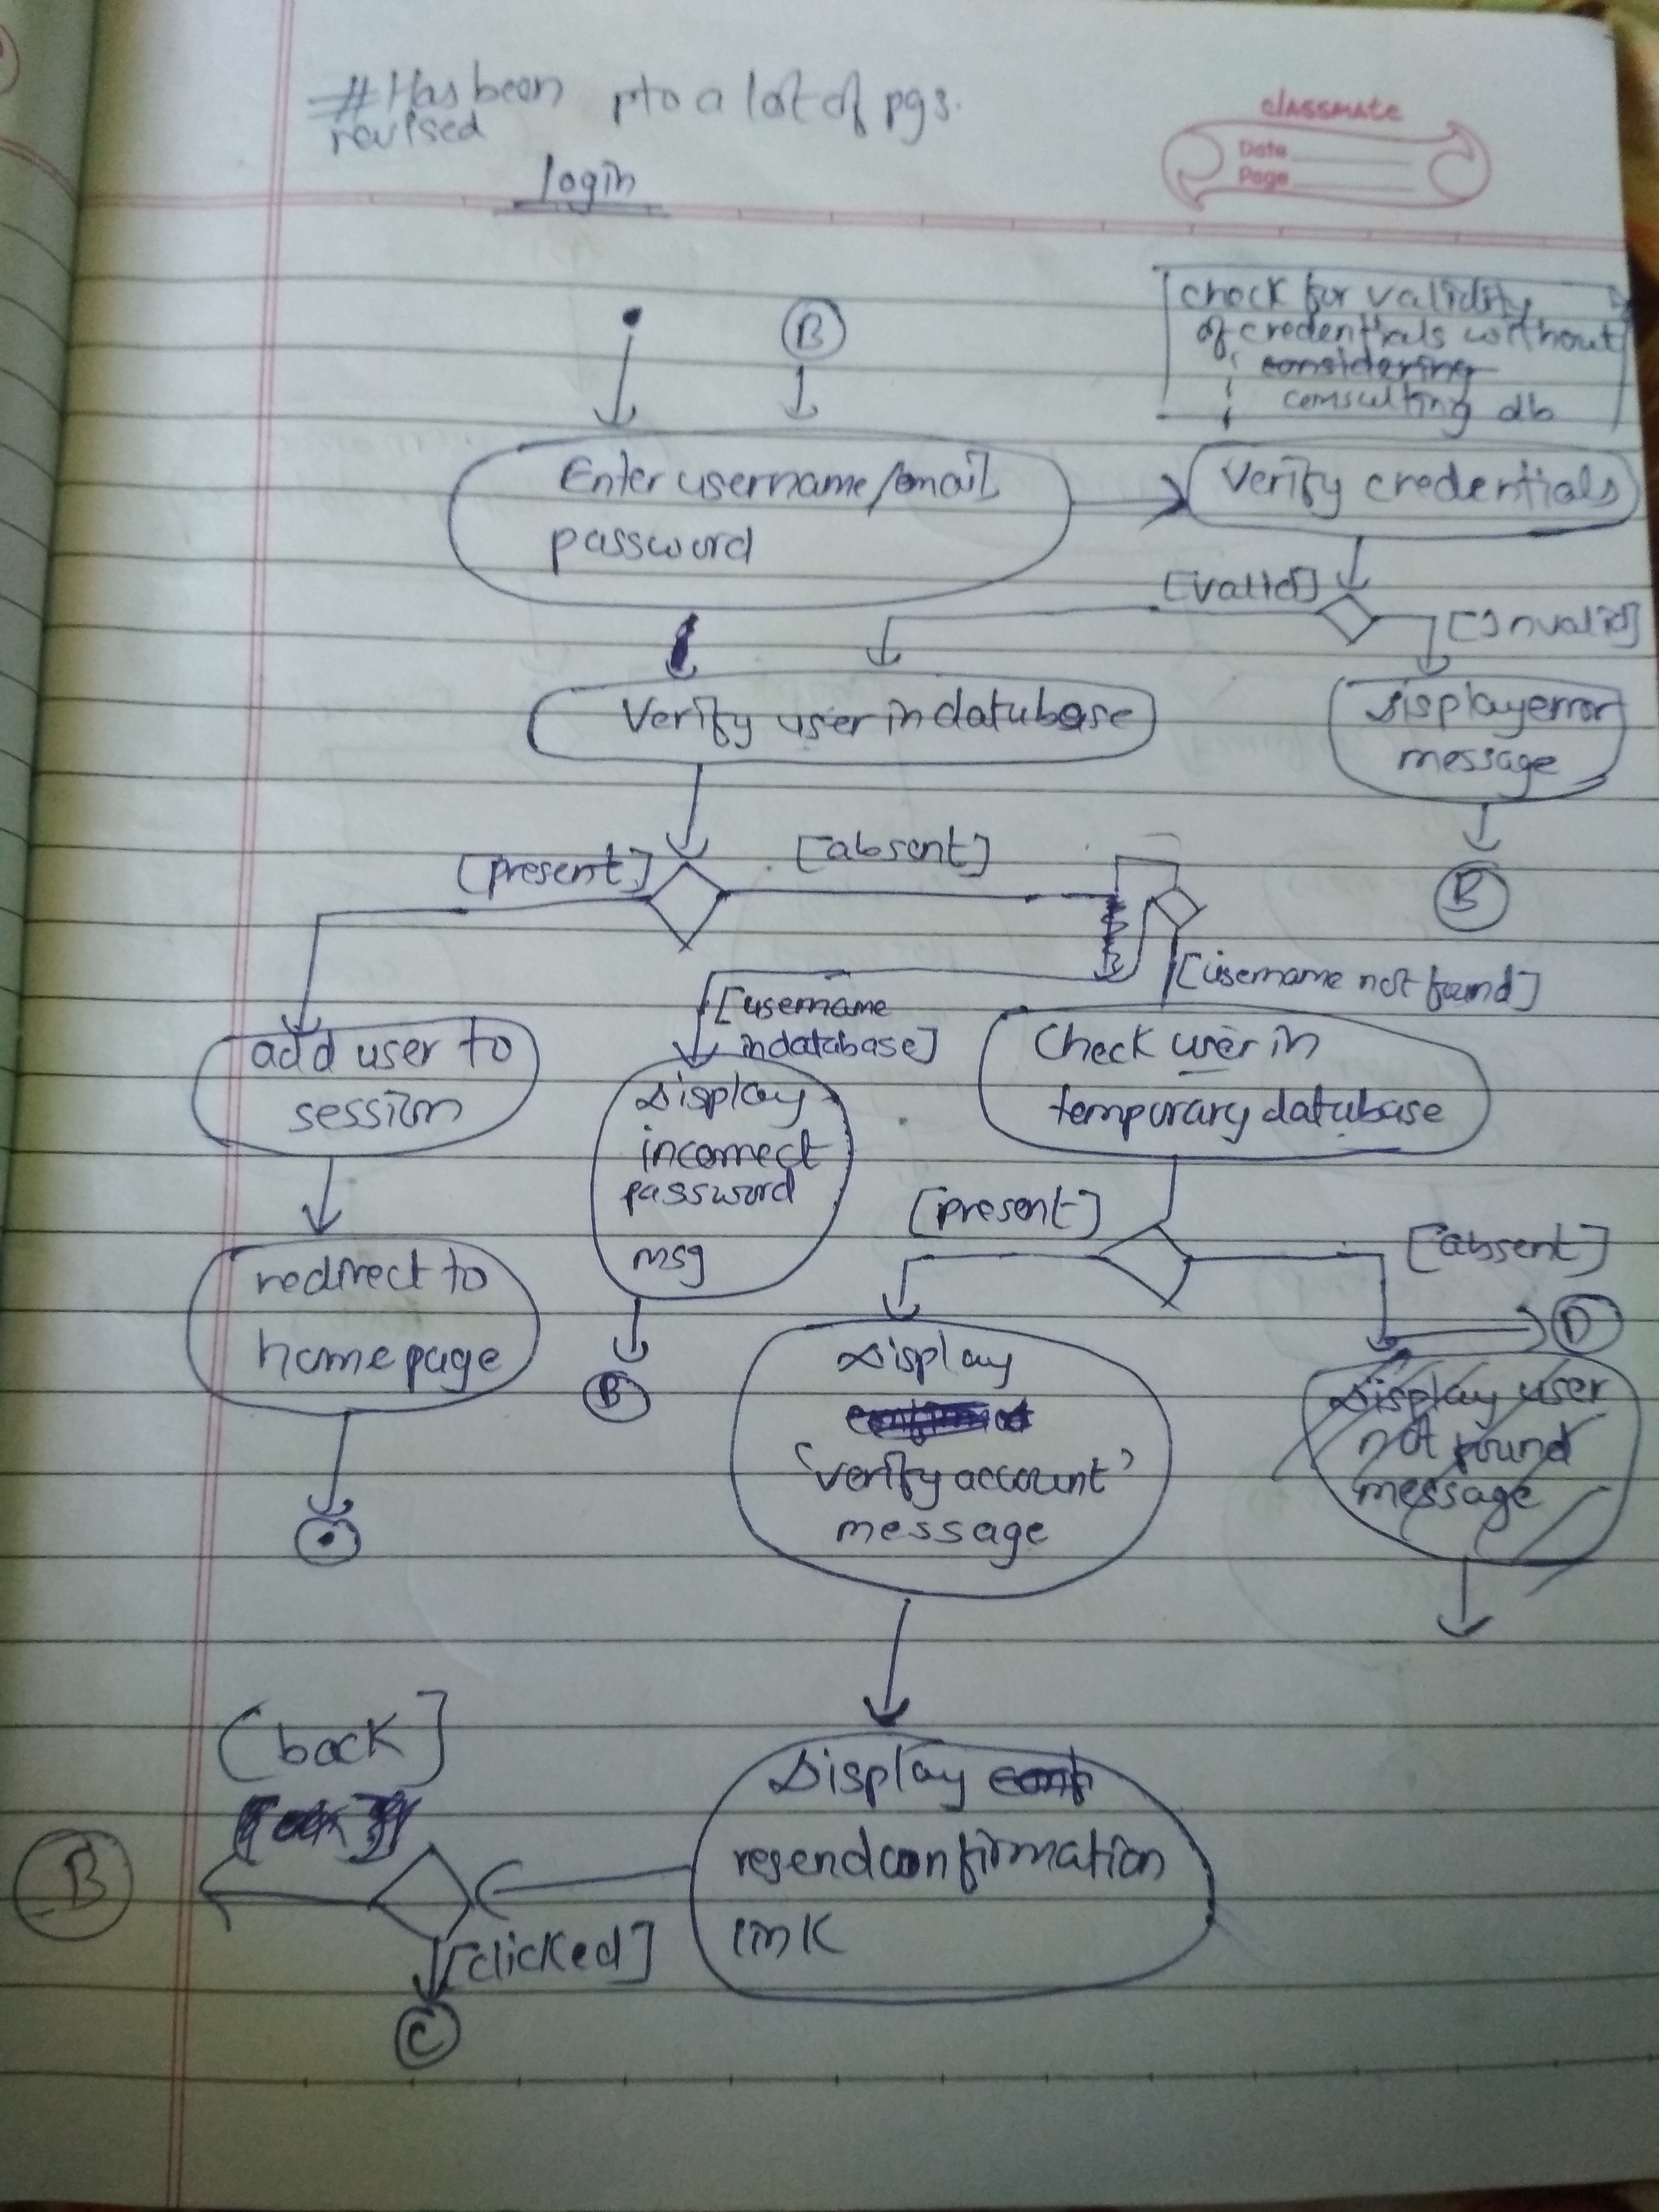 #Has been pto a lot of pgs.
revised
classmate
Date
Page
login
B
check for validity
of credentials without
considering
consulting db
Enter username/email
password
Verify credentials
[valid]
[Invalid]
Verify user in database
Display error
message
[present]
[absent]
B
[username not found]
[username
in database]
add user to
session
Check user in
temporary database
Display
incorrect
password
msg
[present]
[absent]
redirect to
home page
D
B
Display
'verify account'
message
Display user
not found
message
[back]
Display conf
resend confirmation
link
B
[clicked]
C